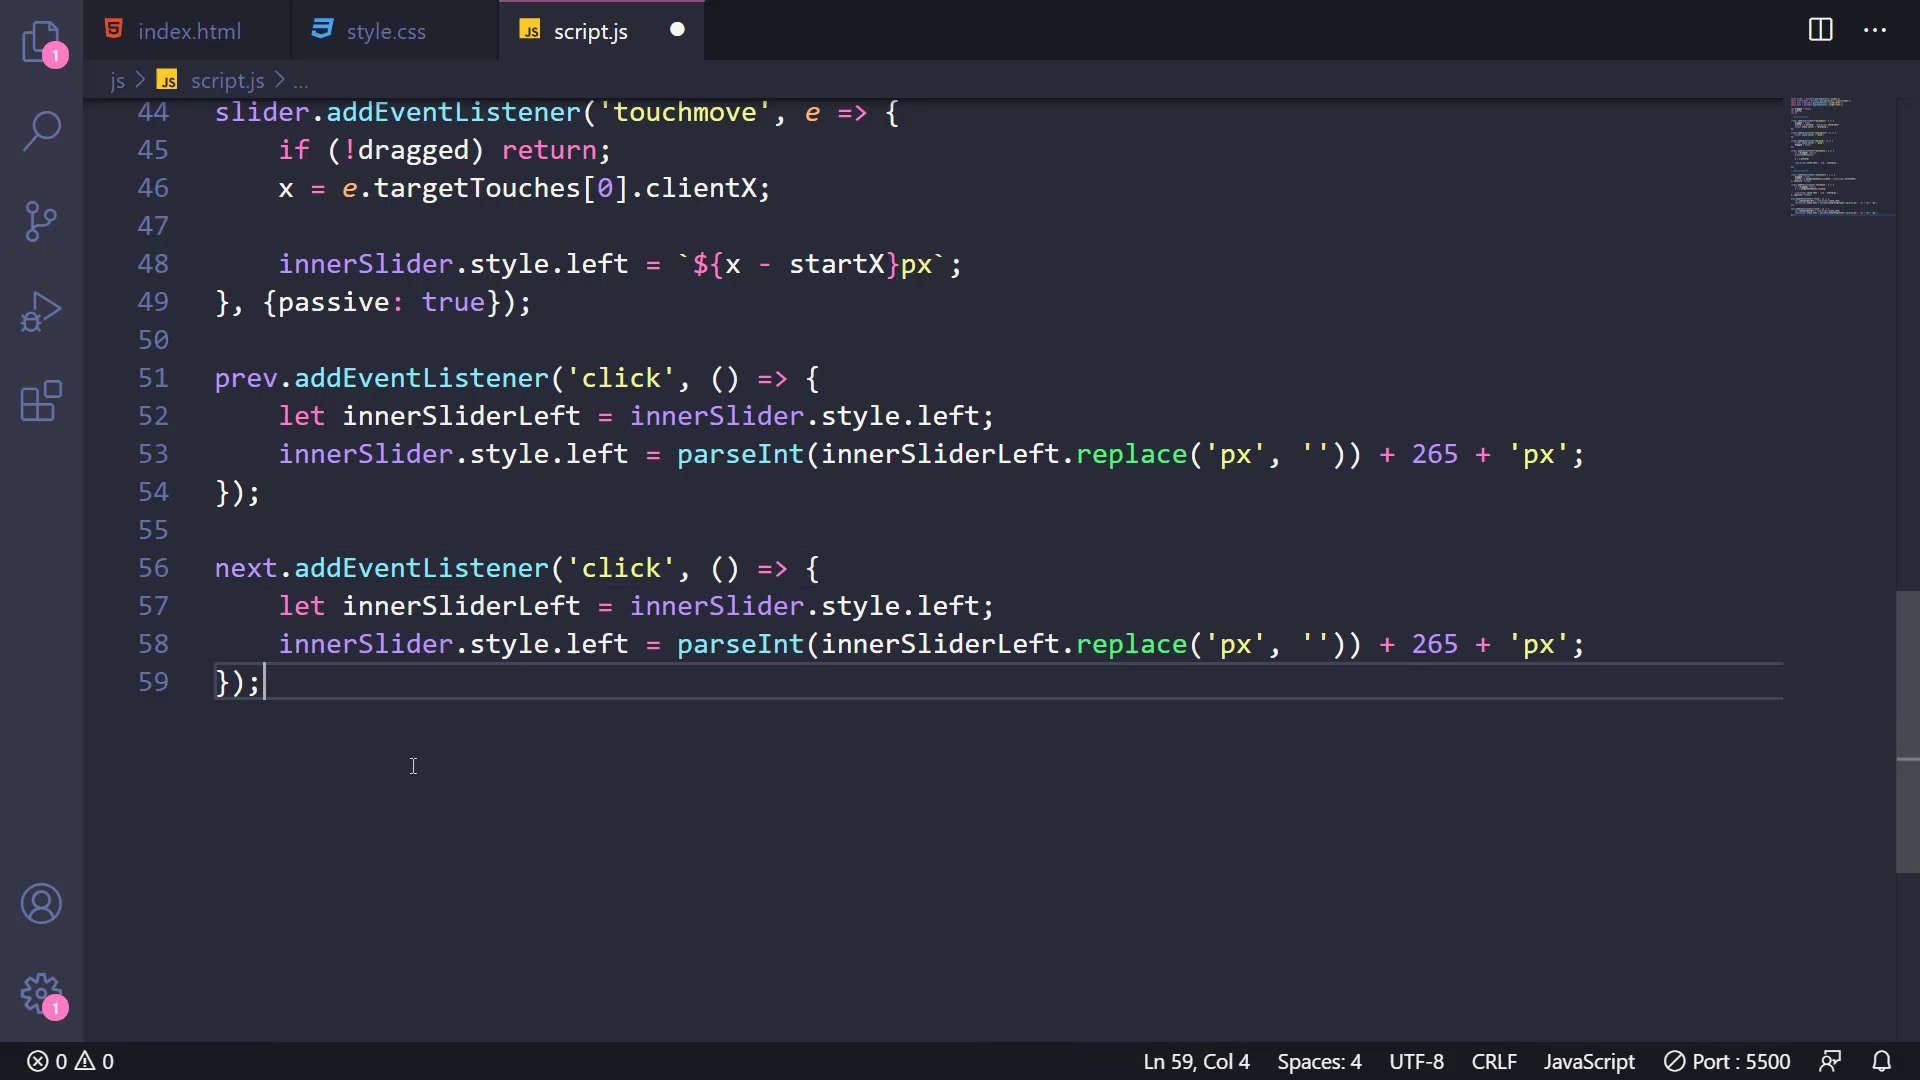 1
index.html
style.css
JS script.js
js > JS script.js > ...
44 slider.addEventListener('touchmove', e => {
45 if (!dragged) return;
46 x = e.targetTouches[0].clientX;
47
48 innerSlider.style.left = `${x - startX}px`;
49 }, {passive: true});
50
51 prev.addEventListener('click', () => {
52 let innerSliderLeft = innerSlider.style.left;
53 innerSlider.style.left = parseInt(innerSliderLeft.replace('px', '')) + 265 + 'px';
54 });
55
56 next.addEventListener('click', () => {
57 let innerSliderLeft = innerSlider.style.left;
58 innerSlider.style.left = parseInt(innerSliderLeft.replace('px', '')) + 265 + 'px';
59 });
1
0 0 Ln 59, Col 4 Spaces: 4 UTF-8 CRLF JavaScript Port : 5500